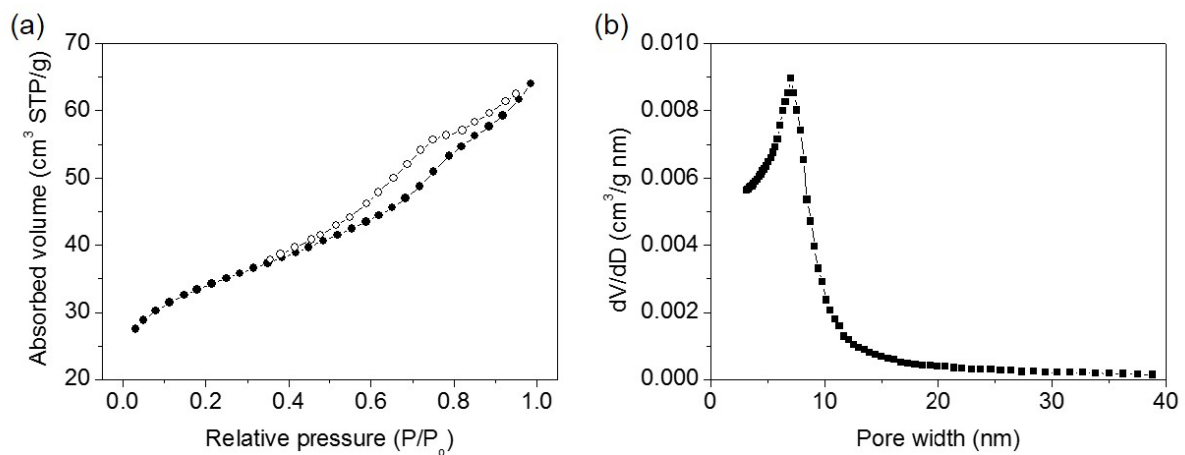 (a)
70
60
50
40
30
20
Absorbed volume (cm³ STP/g)
0.0 0.2 0.4 0.6 0.8 1.0
Relative pressure (P/P₀)
(b)
0.010
0.008
0.006
0.004
0.002
0.000
dV/dD (cm³/g nm)
0 10 20 30 40
Pore width (nm)